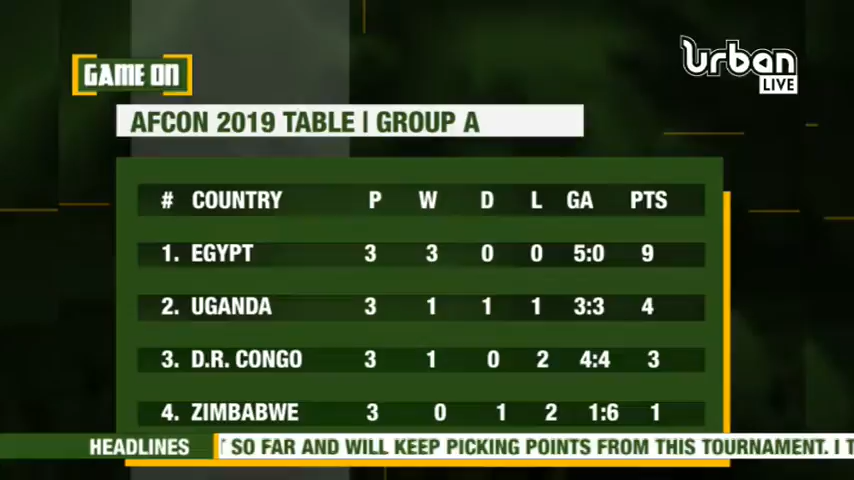 GAME ON
Urban
LIVE
AFCON 2019 TABLE | GROUP A
# COUNTRY P W D L GA PTS
1. EGYPT 3 3 0 0 5:0 9
2. UGANDA 3 1 1 1 3:3 4
3. D.R. CONGO 3 1 0 2 4:4 3
4. ZIMBABWE 3 0 1 2 1:6 1
HEADLINES SO FAR AND WILL KEEP PICKING POINTS FROM THIS TOURNAMENT. I